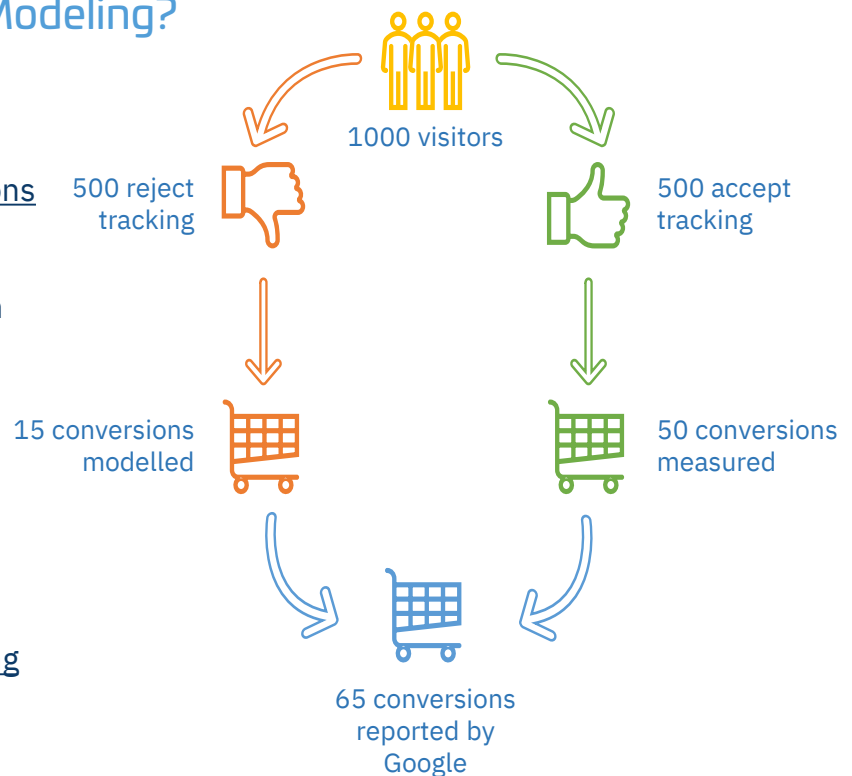 Modeling?
1000 visitors
ons
500 reject
tracking
500 accept
tracking
15 conversions
modelled
50 conversions
measured
g
65 conversions
reported by
Google